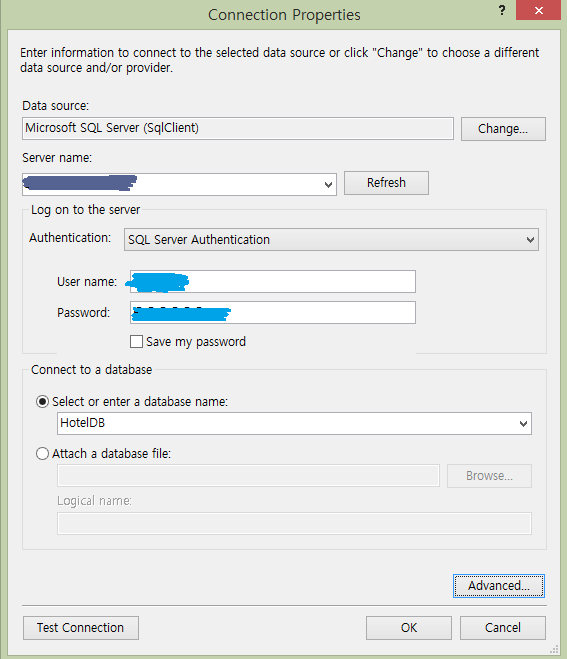 Connection Properties
?
Enter information to connect to the selected data source or click "Change" to choose a different
data source and/or provider.
Data source:
Microsoft SQL Server (SqlClient)
Change...
Server name:
Refresh
Log on to the server
Authentication:
SQL Server Authentication
User name:
Password:
Save my password
Connect to a database
Select or enter a database name:
HotelDB
Attach a database file:
Browse...
Logical name:
Advanced...
Test Connection
OK
Cancel